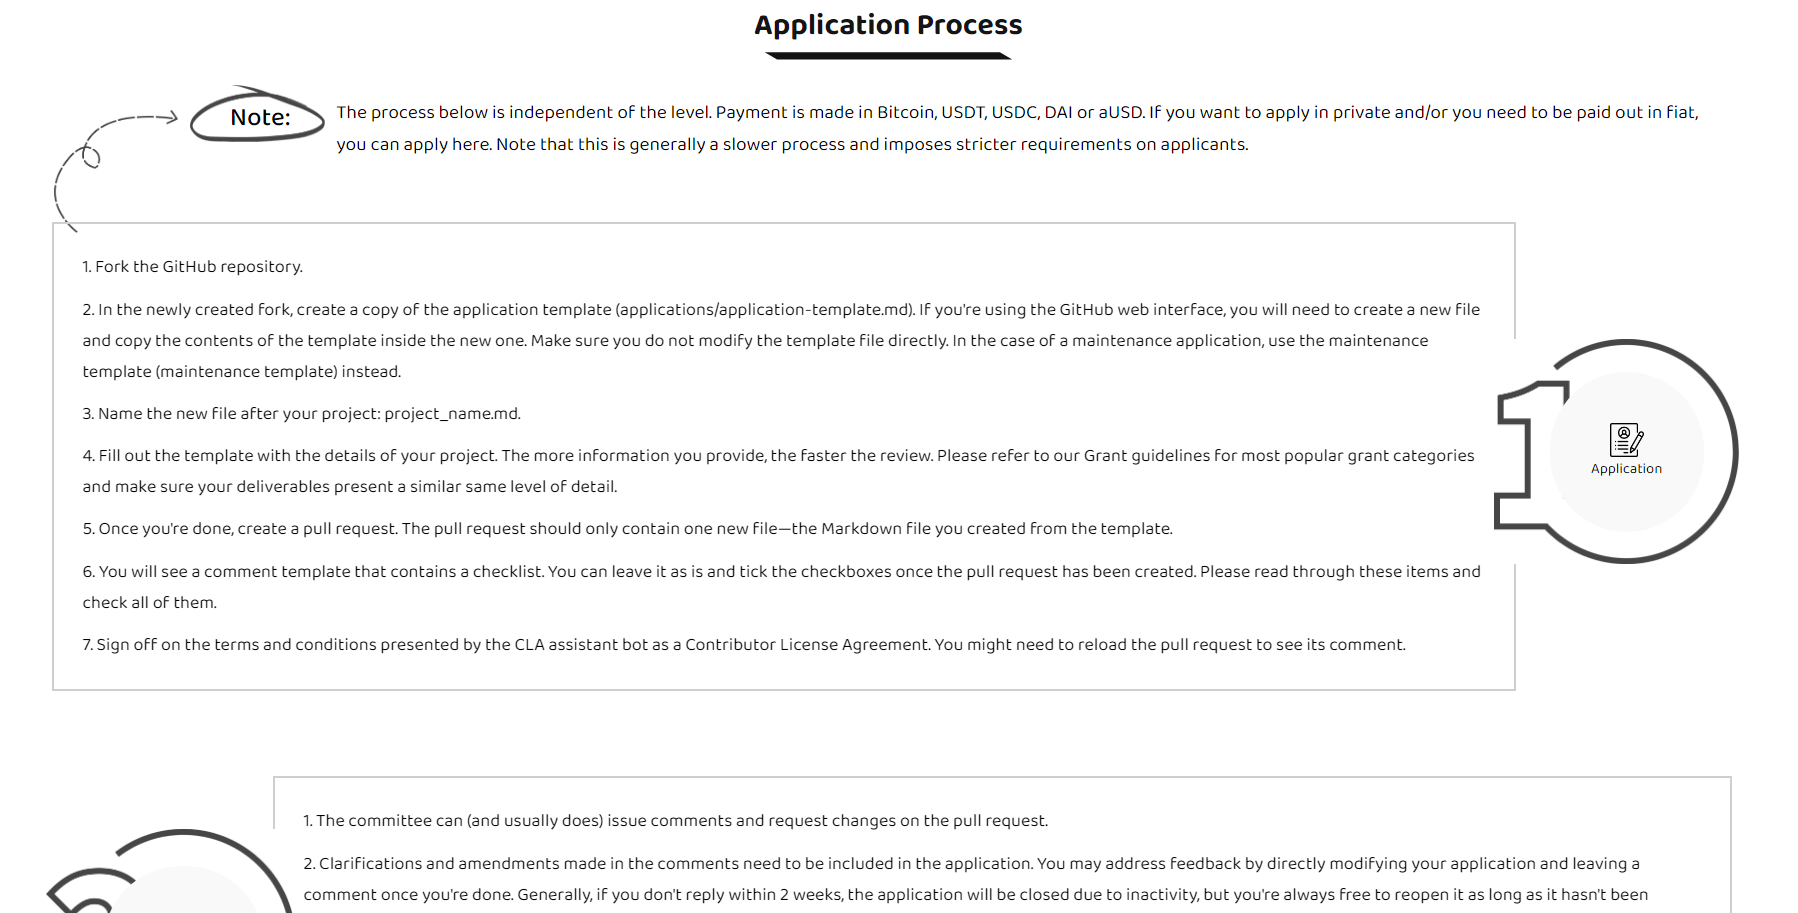 Application Process
Note:
The process below is independent of the level. Payment is made in Bitcoin, USDT, USDC, DAI or aUSD. If you want to apply in private and/or you need to be paid out in fiat,
you can apply here. Note that this is generally a slower process and imposes stricter requirements on applicants.
1. Fork the GitHub repository.
2. In the newly created fork, create a copy of the application template (applications/application-template.md). If you're using the GitHub web interface, you will need to create a new file
and copy the contents of the template inside the new one. Make sure you do not modify the template file directly. In the case of a maintenance application, use the maintenance
template (maintenance template) instead.
3. Name the new file after your project: project_name.md.
4. Fill out the template with the details of your project. The more information you provide, the faster the review. Please refer to our Grant guidelines for most popular grant categories
and make sure your deliverables present a similar same level of detail.
5. Once you're done, create a pull request. The pull request should only contain one new file—the Markdown file you created from the template.
6. You will see a comment template that contains a checklist. You can leave it as is and tick the checkboxes once the pull request has been created. Please read through these items and
check all of them.
7. Sign off on the terms and conditions presented by the CLA assistant bot as a Contributor License Agreement. You might need to reload the pull request to see its comment.
1
Application
1. The committee can (and usually does) issue comments and request changes on the pull request.
2. Clarifications and amendments made in the comments need to be included in the application. You may address feedback by directly modifying your application and leaving a
comment once you're done. Generally, if you don't reply within 2 weeks, the application will be closed due to inactivity, but you're always free to reopen it as long as it hasn't been